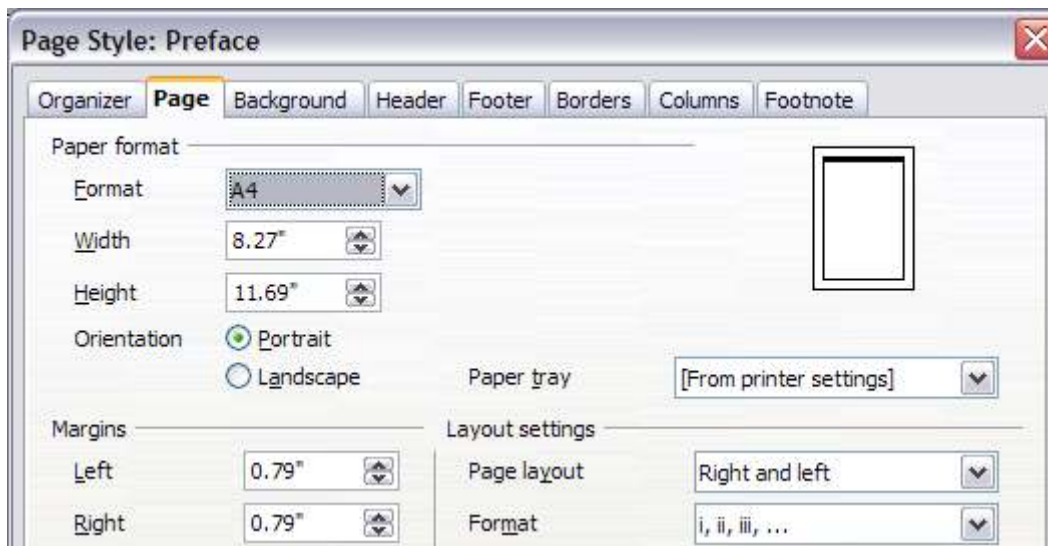 Page Style: Preface
Organizer Page Background Header Footer Borders Columns Footnote
Paper format
Format A4
Width 8.27"
Height 11.69"
Orientation Portrait
Landscape Paper tray [From printer settings]
Margins Layout settings
Left 0.79" Page layout Right and left
Right 0.79" Format i, ii, iii, ...